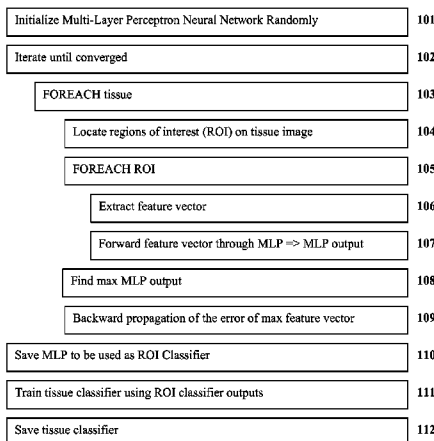 Initialize Multi-Layer Perceptron Neural Network Randomly 101
Iterate until converged 102
FOREACH tissue 103
Locate regions of interest (ROI) on tissue image 104
FOREACH ROI 105
Extract feature vector 106
Forward feature vector through MLP => MLP output 107
Find max MLP output 108
Backward propagation of the error of max feature vector 109
Save MLP to be used as ROI Classifier 110
Train tissue classifier using ROI classifier outputs 111
Save tissue classifier 112